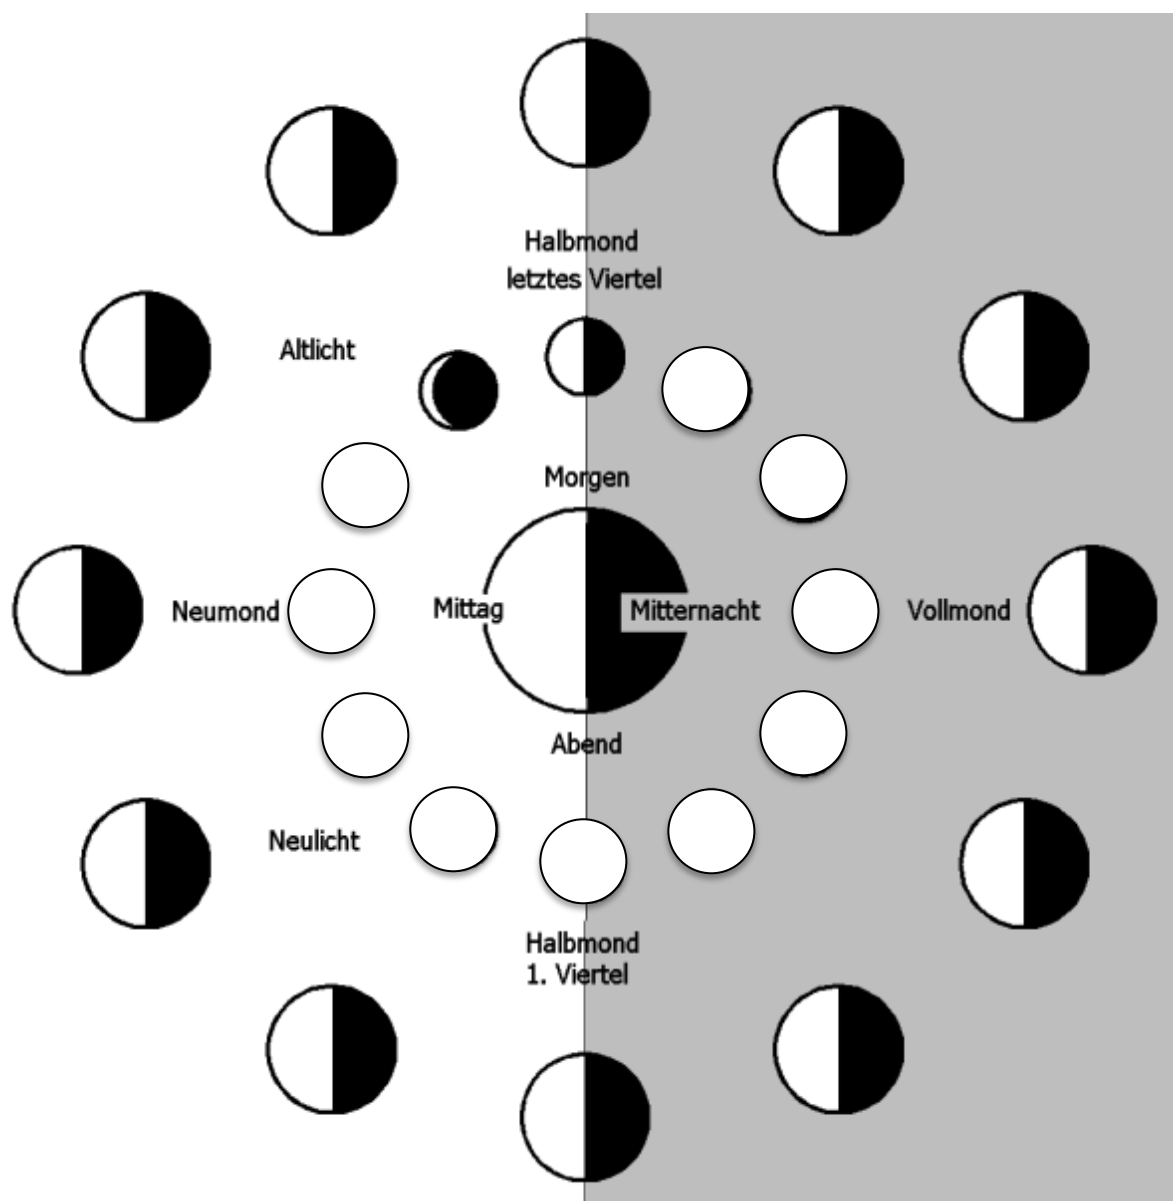 Halbmond
letztes Viertel
Altlicht
Morgen
Neumond
Mittag
Mitternacht
Vollmond
Abend
Neulicht
Halbmond
1. Viertel